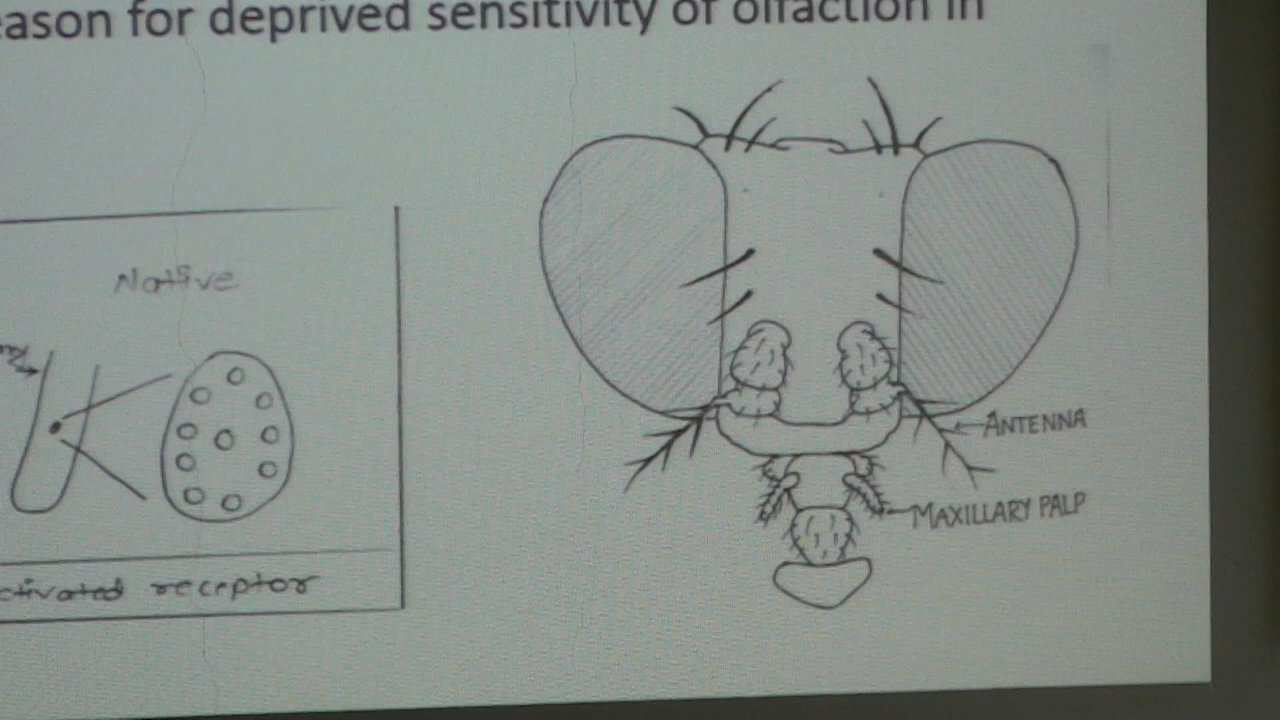 eason for deprived sensitivity of olfaction in
Native
ANTENNA
MAXILLARY PALP
ctivated receptor